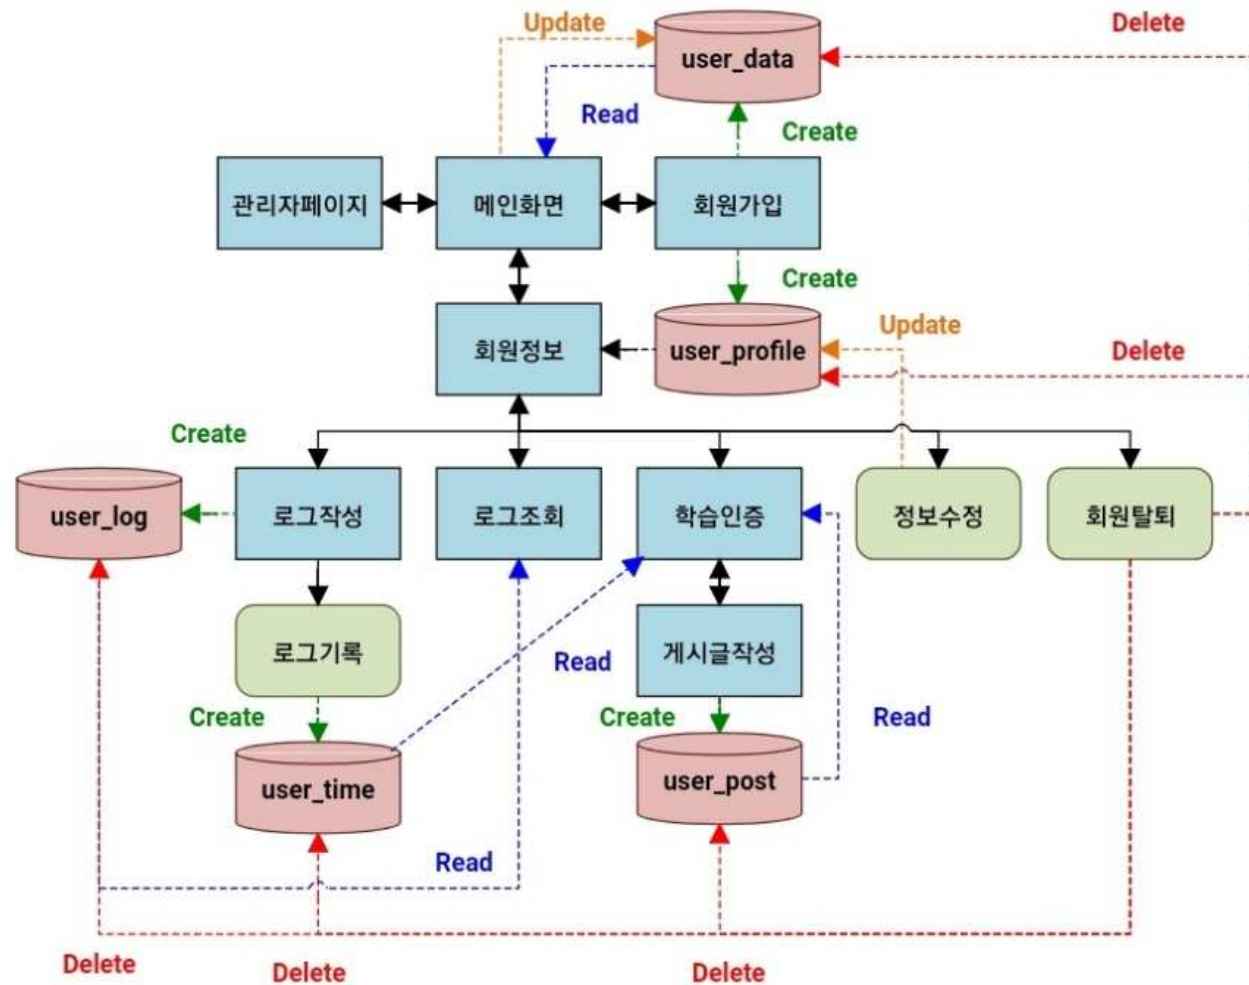 Update
user_data
Delete
Read
Create
관리자페이지
메인화면
회원가입
Create
회원정보
user_profile
Update
Delete
Create
user_log
로그작성
로그조회
학습인증
정보수정
회원탈퇴
로그기록
Read
게시글작성
Create
Create
Read
user_time
user_post
Read
Delete
Delete
Delete